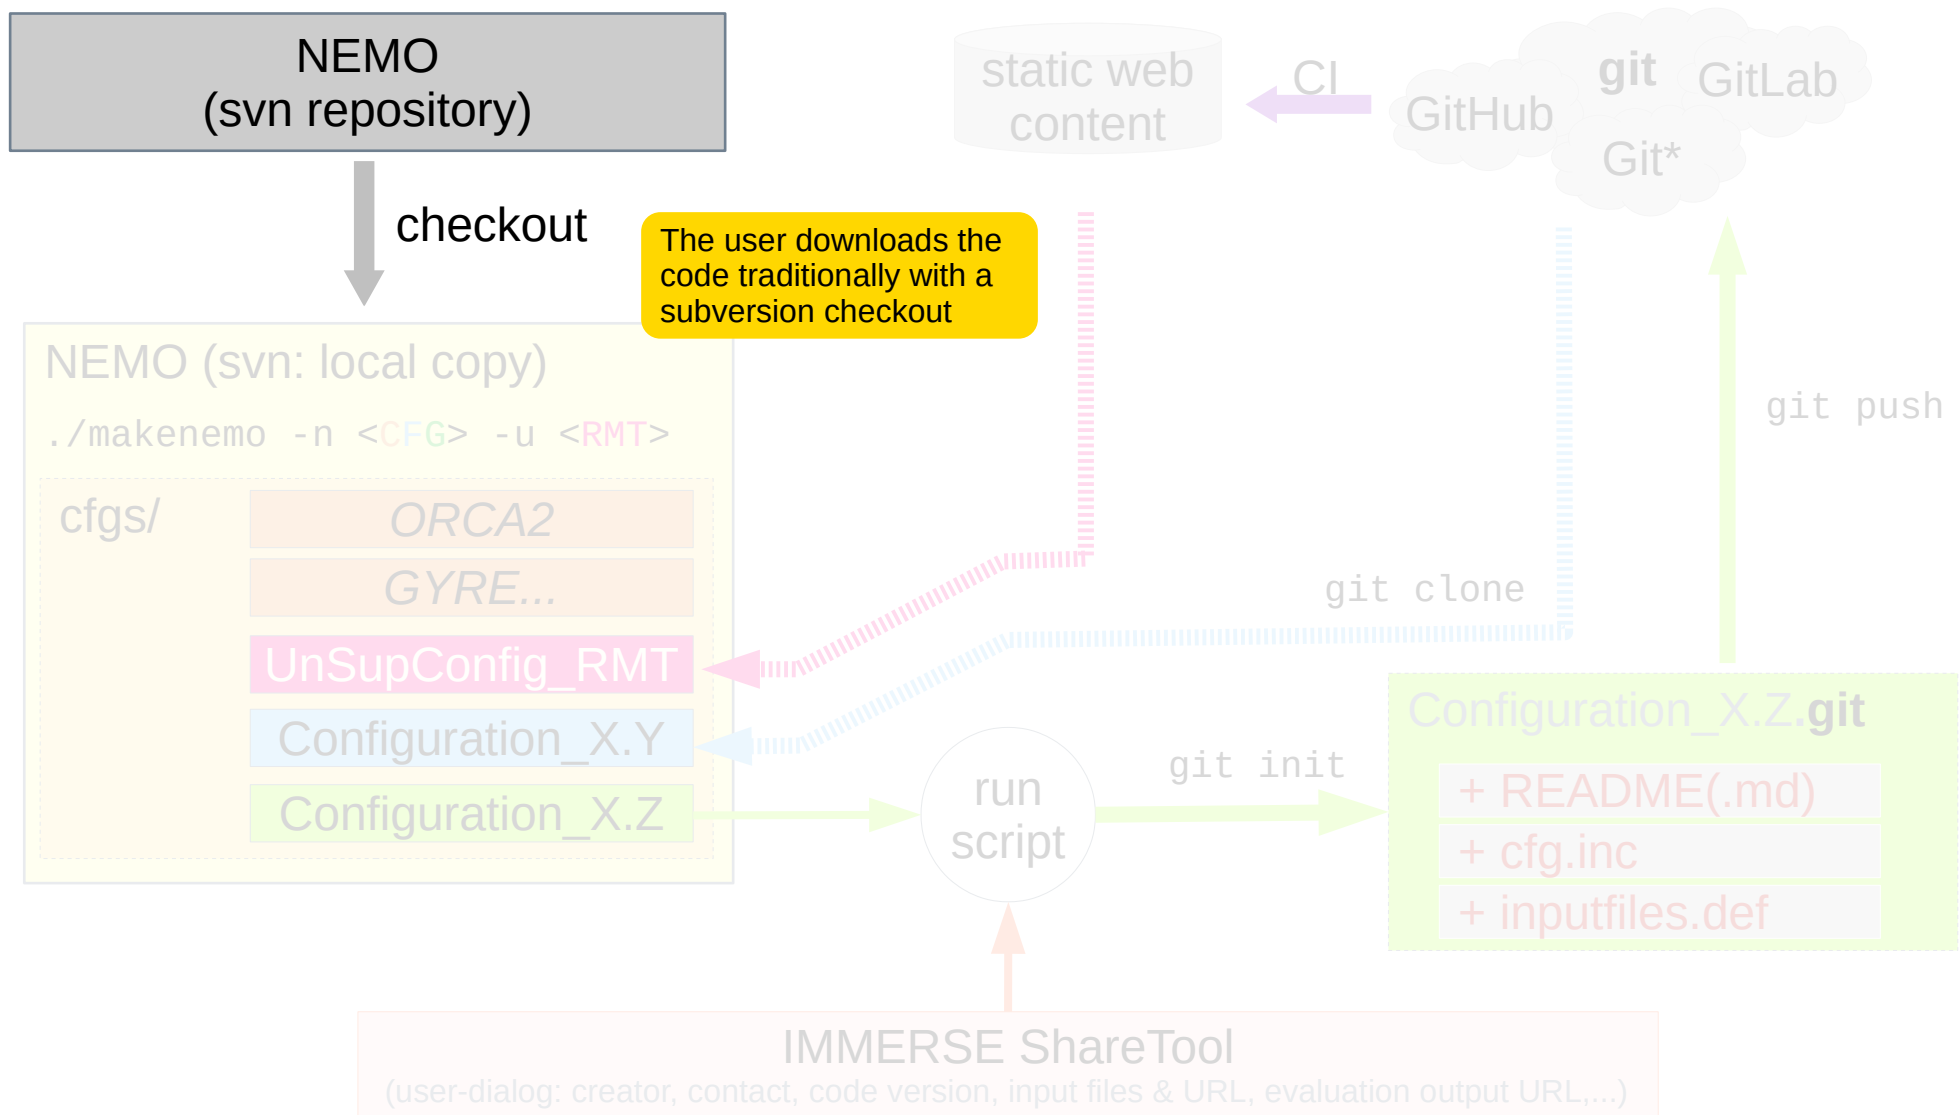 NEMO
(svn repository)
checkout
The user downloads the
code traditionally with a
subversion checkout
static web
content
CI
git
GitHub
GitLab
Git*
NEMO (svn: local copy)
./makenemo -n <CFG> -u <RMT>
cfgs/
ORCA2
GYRE...
UnSupConfig_RMT
Configuration_X.Y
Configuration_X.Z
git push
git clone
run
script
git init
Configuration_X.Z.git
+ README(.md)
+ cfg.inc
+ inputfiles.def
IMMERSE ShareTool
(user-dialog: creator, contact, code version, input files & URL, evaluation output URL,...)